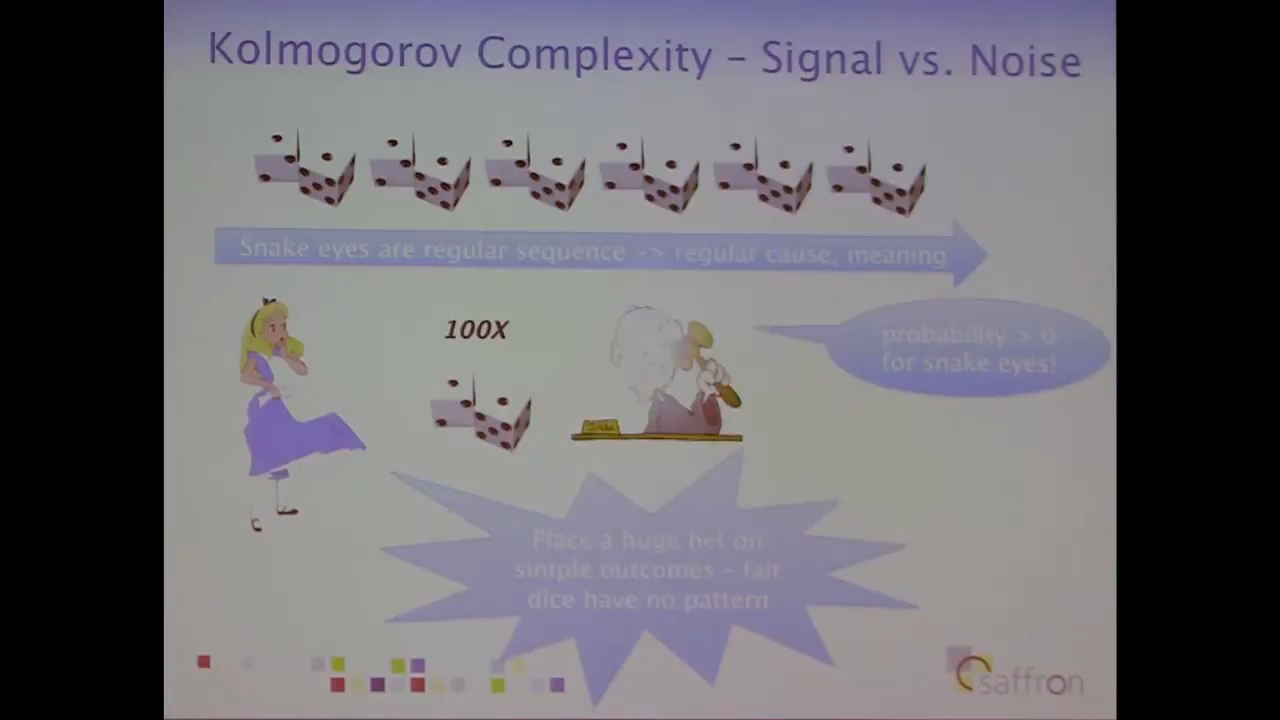 Kolmogorov Complexity – Signal vs. Noise
Snake eyes are regular sequence -> regular cause, meaning
100X
probability > 0
for snake eyes!
Place a huge bet on
simple outcomes – fair
dice have no pattern
saffron